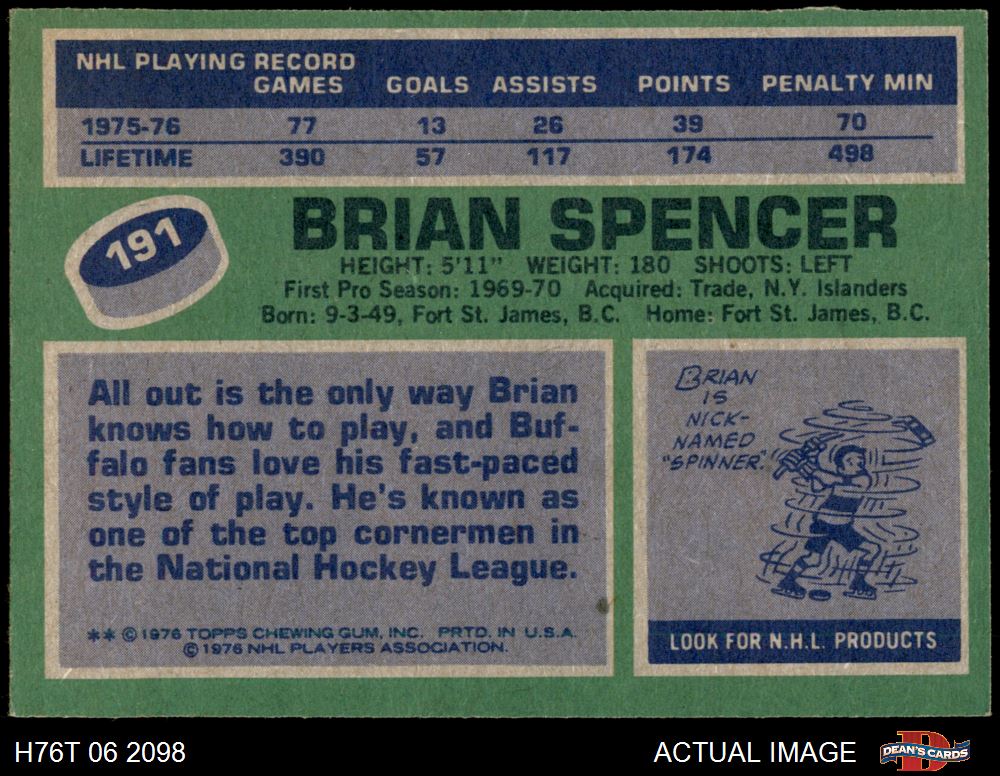 NHL PLAYING RECORD
GAMES GOALS ASSISTS POINTS PENALTY MIN
1975-76 77 13 26 39 70
LIFETIME 390 57 117 174 498
191
BRIAN SPENCER
HEIGHT: 5'11" WEIGHT: 180 SHOOTS: LEFT
First Pro Season: 1969-70 Acquired: Trade, N.Y. Islanders
Born: 9-3-49, Fort St. James, B.C. Home: Fort St. James, B.C.
All out is the only way Brian
knows how to play, and Buf-
falo fans love his fast-paced
style of play. He's known as
one of the top cornermen in
the National Hockey League.
** © 1976 TOPPS CHEWING GUM, INC. PRTD. IN U.S.A.
© 1976 NHL PLAYERS ASSOCIATION.
BRIAN
IS
NICK-
NAMED
"SPINNER."
LOOK FOR N.H.L. PRODUCTS
H76T 06 2098 ACTUAL IMAGE DEAN'S CARDS